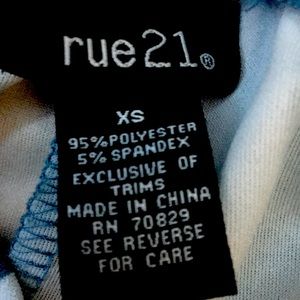 rue21®
XS
95%POLYESTER
5% SPANDEX
EXCLUSIVE OF
TRIMS
MADE IN CHINA
RN 70829
SEE REVERSE
FOR CARE